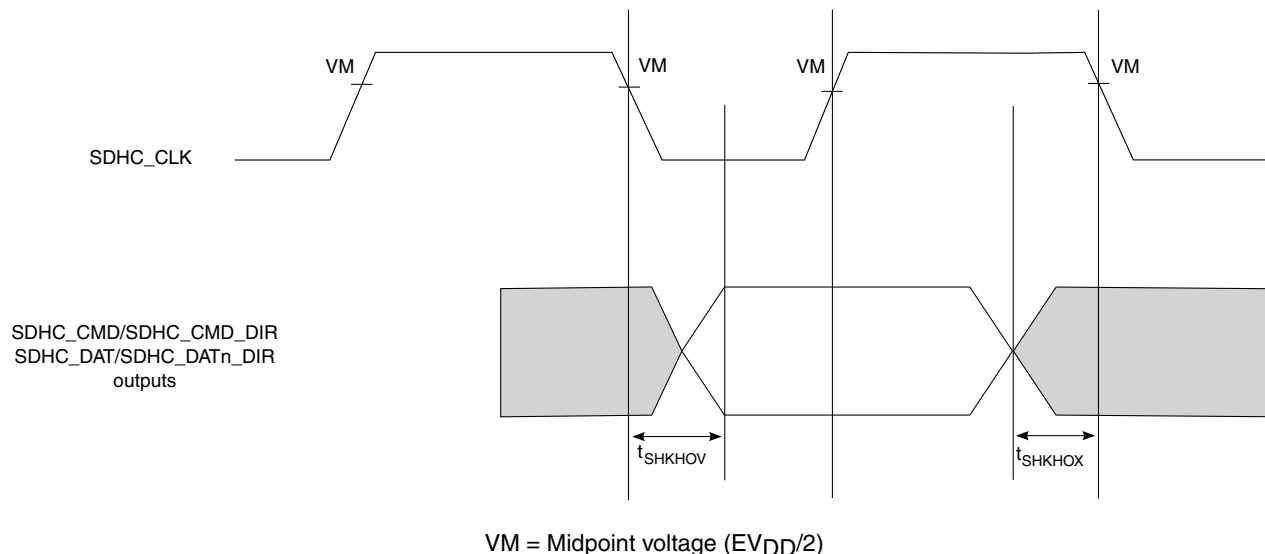 VM
VM
VM
VM
SDHC_CLK
SDHC_CMD/SDHC_CMD_DIR
SDHC_DAT/SDHC_DATn_DIR
outputs
tSHKHOV
tSHKHOX
VM = Midpoint voltage (EVDD/2)